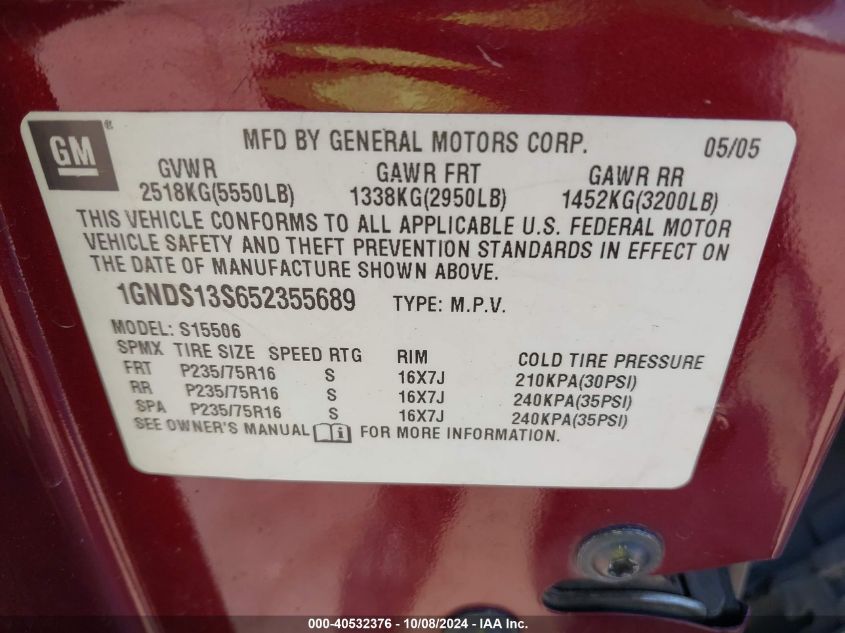 GM ®
MFD BY GENERAL MOTORS CORP. 05/05
GVWR GAWR FRT GAWR RR
2518KG(5550LB) 1338KG(2950LB) 1452KG(3200LB)
THIS VEHICLE CONFORMS TO ALL APPLICABLE U.S. FEDERAL MOTOR
VEHICLE SAFETY AND THEFT PREVENTION STANDARDS IN EFFECT ON
THE DATE OF MANUFACTURE SHOWN ABOVE.
1GNDS13S652355689 TYPE: M.P.V.
MODEL: S15506
SPMX TIRE SIZE SPEED RTG RIM COLD TIRE PRESSURE
FRT P235/75R16 S 16X7J 210KPA(30PSI)
RR P235/75R16 S 16X7J 240KPA(35PSI)
SPA P235/75R16 S 16X7J 240KPA(35PSI)
SEE OWNER'S MANUAL i FOR MORE INFORMATION.
000-40532376 - 10/08/2024 - IAA Inc.